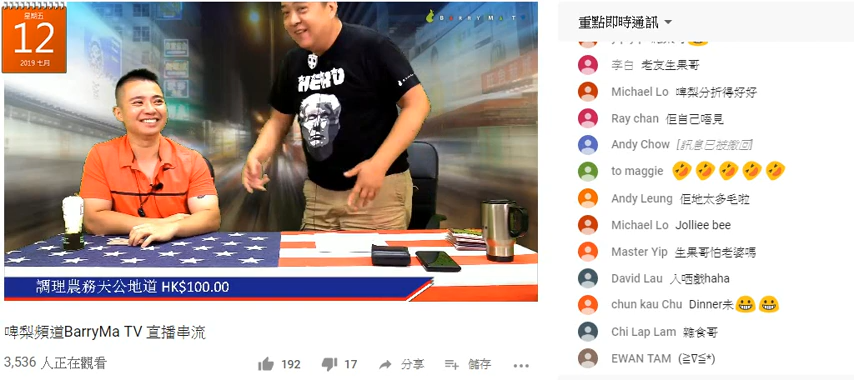 星期五
12
2019 七月
BARRYMA TV
HERO
調理農務大公地道 HK$100.00
啤梨頻道BarryMa TV 直播串流
3,536 人正在觀看
192
17
分享
儲存
重點即時通訊
李白 老友生果哥
Michael Lo 啤梨分折得好好
Ray chan 佢自己唔見
Andy Chow [訊息已被撤回]
to maggie 🤣🤣🤣🤣🤣
Andy Leung 佢地太多毛啦
Michael Lo Jolliee bee
Master Yip 生果哥怕老婆嗎
David Lau 入哂戲haha
chun kau Chu Dinner未😀😀
Chi Lap Lam 雜食哥
EWAN TAM (≧∇≦*)